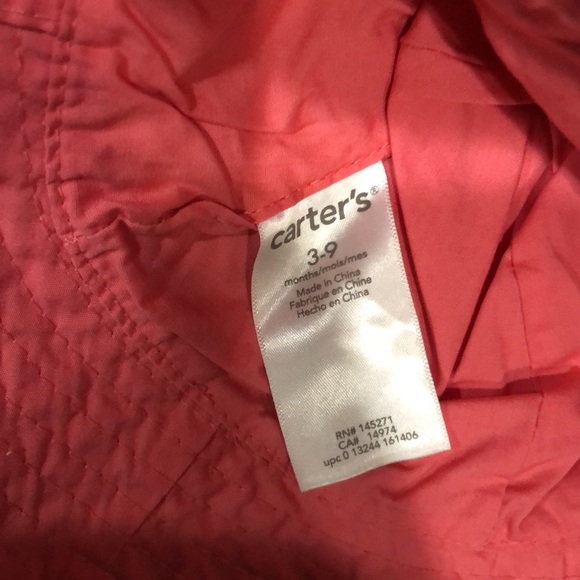 carter's®
3-9
months/mois/mes
Made in China
Fabriqué en Chine
Hecho en China
RN# 145271
CA# 14974
upc 0 13244 161406